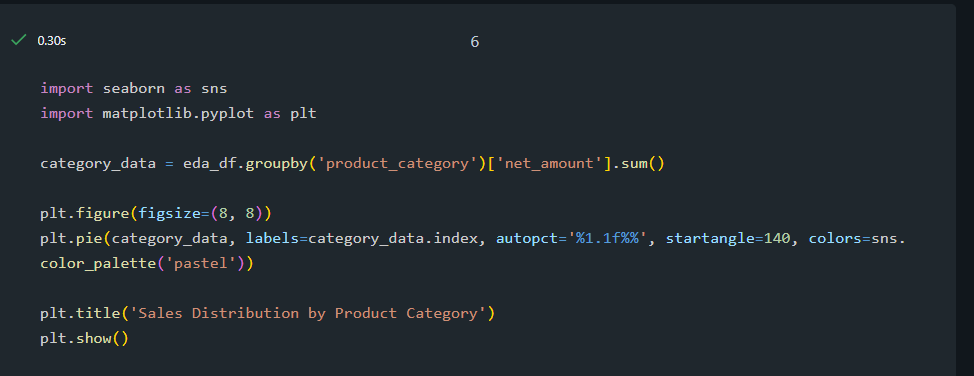 0.30s
6
import seaborn as sns
import matplotlib.pyplot as plt
category_data = eda_df.groupby('product_category')['net_amount'].sum()
plt.figure(figsize=(8, 8))
plt.pie(category_data, labels=category_data.index, autopct='%1.1f%%', startangle=140, colors=sns.
color_palette('pastel'))
plt.title('Sales Distribution by Product Category')
plt.show()